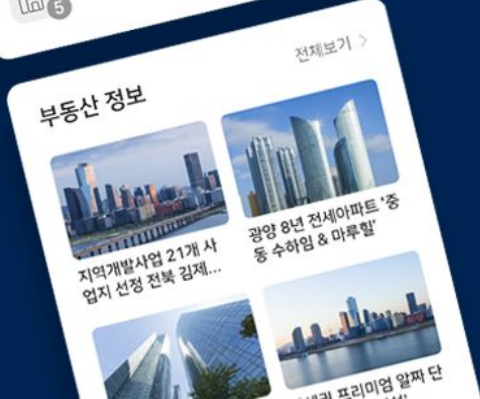 5
전체보기 >
부동산 정보
지역개발사업 21개 사
업지 선정 전북 김제...
광양 8년 전세아파트 '중
동 수하임 & 마루힐'
프리미엄 알짜 단